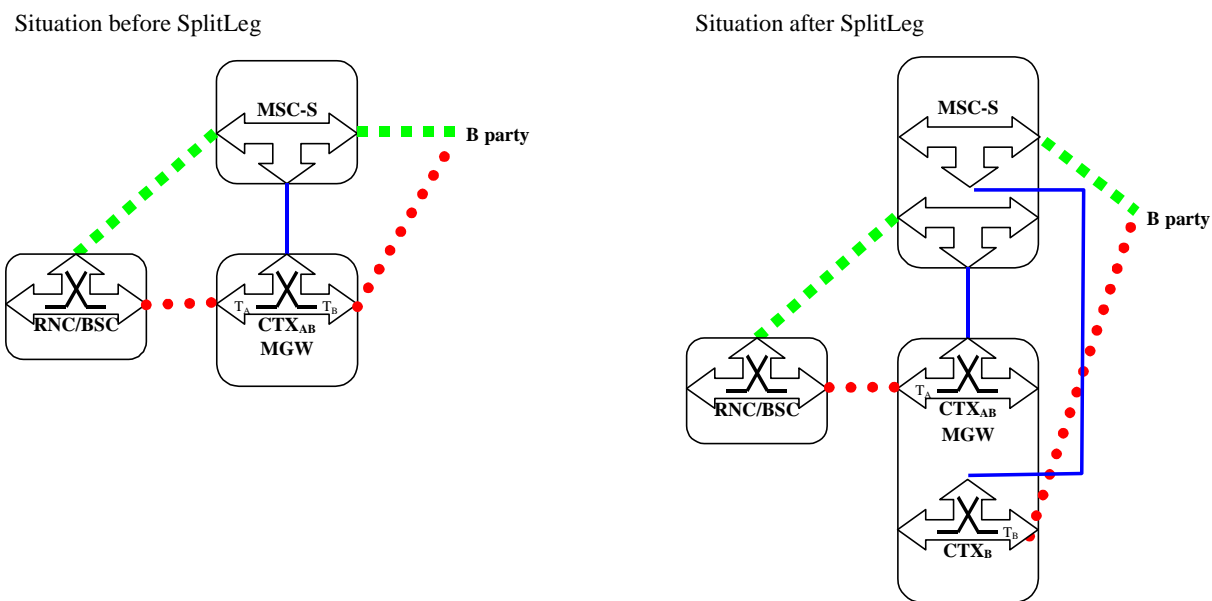 Situation before SplitLeg
MSC-S
B party
RNC/BSC
TA
TB
CTXAB
MGW
Situation after SplitLeg
MSC-S
B party
RNC/BSC
TA
CTXAB
MGW
TB
CTXB